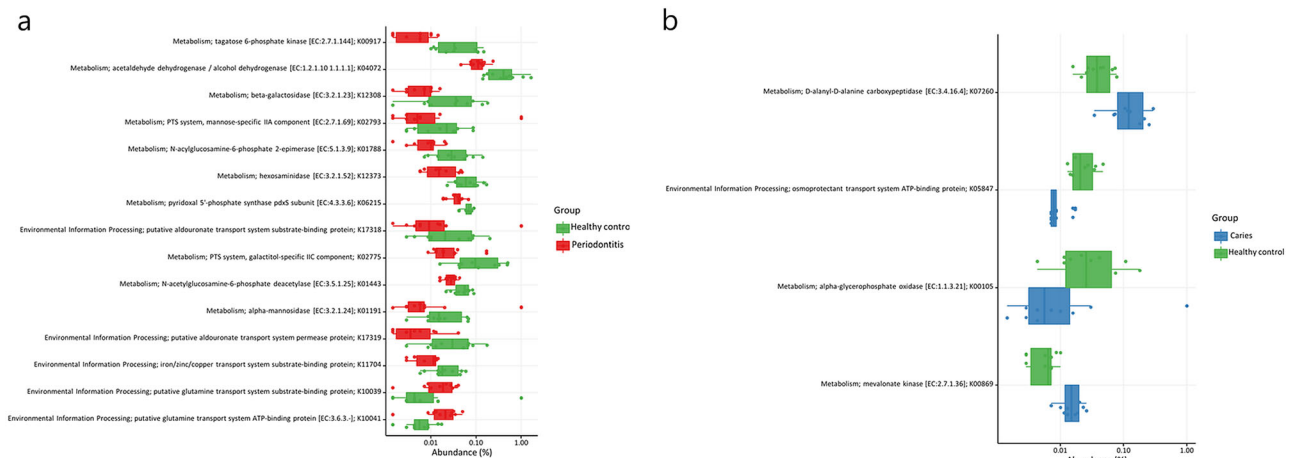 a
Metabolism; tagatose 6-phosphate kinase [EC:2.7.1.144]; K00917
Metabolism; acetaldehyde dehydrogenase / alcohol dehydrogenase [EC:1.2.1.10 1.1.1.1]; K04072
Metabolism; beta-galactosidase [EC:3.2.1.23]; K12308
Metabolism; PTS system, mannose-specific IIA component [EC:2.7.1.69]; K02793
Metabolism; N-acylglucosamine-6-phosphate 2-epimerase [EC:5.1.3.9]; K01788
Metabolism; hexosaminidase [EC:3.2.1.52]; K12373
Metabolism; pyridoxal 5'-phosphate synthase pdxS subunit [EC:4.3.3.6]; K06215
Environmental Information Processing; putative aldouronate transport system substrate-binding protein; K17318
Metabolism; PTS system, galactitol-specific IIC component; K02775
Metabolism; N-acetylglucosamine-6-phosphate deacetylase [EC:3.5.1.25]; K01443
Metabolism; alpha-mannosidase [EC:3.2.1.24]; K01191
Environmental Information Processing; putative aldouronate transport system permease protein; K17319
Environmental Information Processing; iron/zinc/copper transport system substrate-binding protein; K11704
Environmental Information Processing; putative glutamine transport system substrate-binding protein; K10039
Environmental Information Processing; putative glutamine transport system ATP-binding protein [EC:3.6.3.-]; K10041
0.01 0.10 1.00
Abundance (%)
Group
Healthy contro
Periodontitis
b
Metabolism; D-alanyl-D-alanine carboxypeptidase [EC:3.4.16.4]; K07260
Environmental Information Processing; osmoprotectant transport system ATP-binding protein; K05847
Metabolism; alpha-glycerophosphate oxidase [EC:1.1.3.21]; K00105
Metabolism; mevalonate kinase [EC:2.7.1.36]; K00869
0.01 0.10 1.00
Abundance (%)
Group
Caries
Healthy control